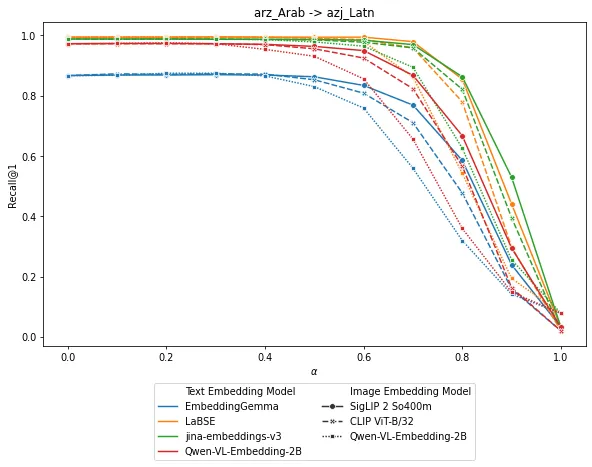 arz_Arab -> azj_Latn
1.0
0.8
0.6
0.4
0.2
0.0
Recall@1
0.0 0.2 0.4 0.6 0.8 1.0
α
Text Embedding Model
EmbeddingGemma
LaBSE
jina-embeddings-v3
Qwen-VL-Embedding-2B
Image Embedding Model
SigLIP 2 So400m
CLIP ViT-B/32
Qwen-VL-Embedding-2B